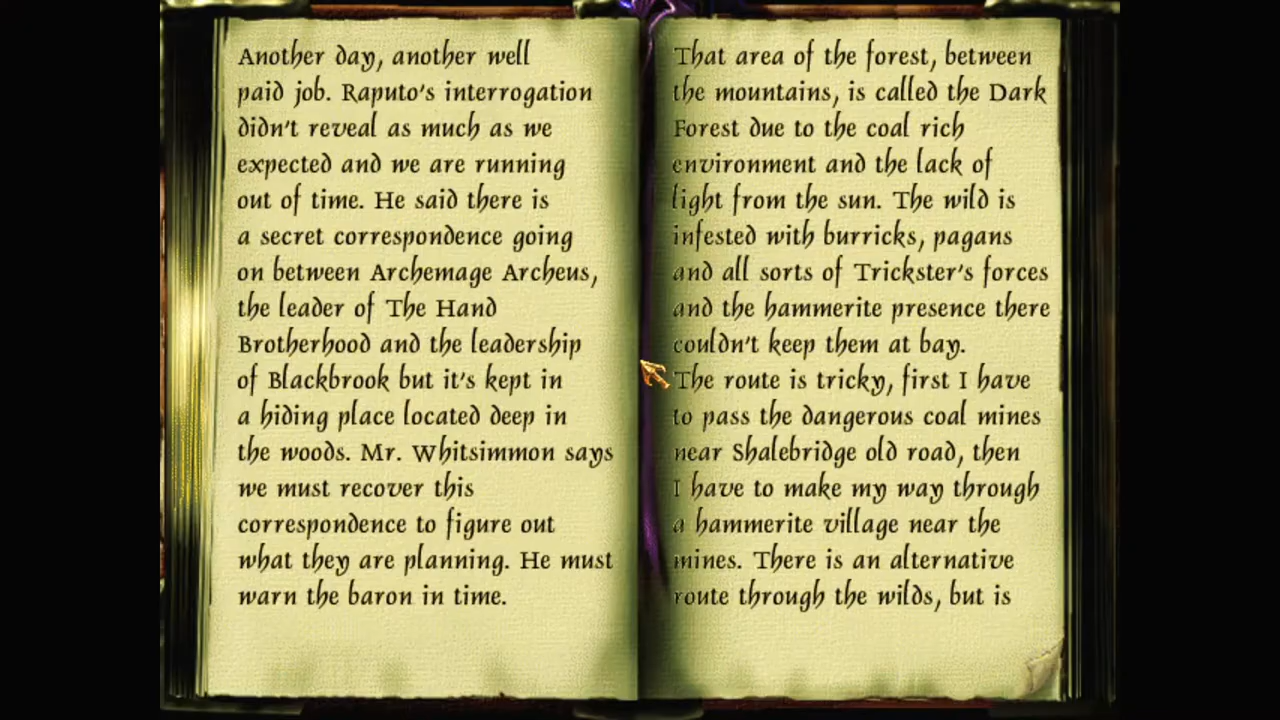 Another day, another well
paid job. Raputo's interrogation
didn't reveal as much as we
expected and we are running
out of time. He said there is
a secret correspondence going
on between Archemage Archeus,
the leader of The Hand
Brotherhood and the leadership
of Blackbrook but it's kept in
a hiding place located deep in
the woods. Mr. Whitsimmon says
we must recover this
correspondence to figure out
what they are planning. He must
warn the baron in time.
That area of the forest, between
the mountains, is called the Dark
Forest due to the coal rich
environment and the lack of
light from the sun. The wild is
infested with burricks, pagans
and all sorts of Trickster's forces
and the hammerite presence there
couldn't keep them at bay.
The route is tricky, first I have
to pass the dangerous coal mines
near Shalebridge old road, then
I have to make my way through
a hammerite village near the
mines. There is an alternative
route through the wilds, but is